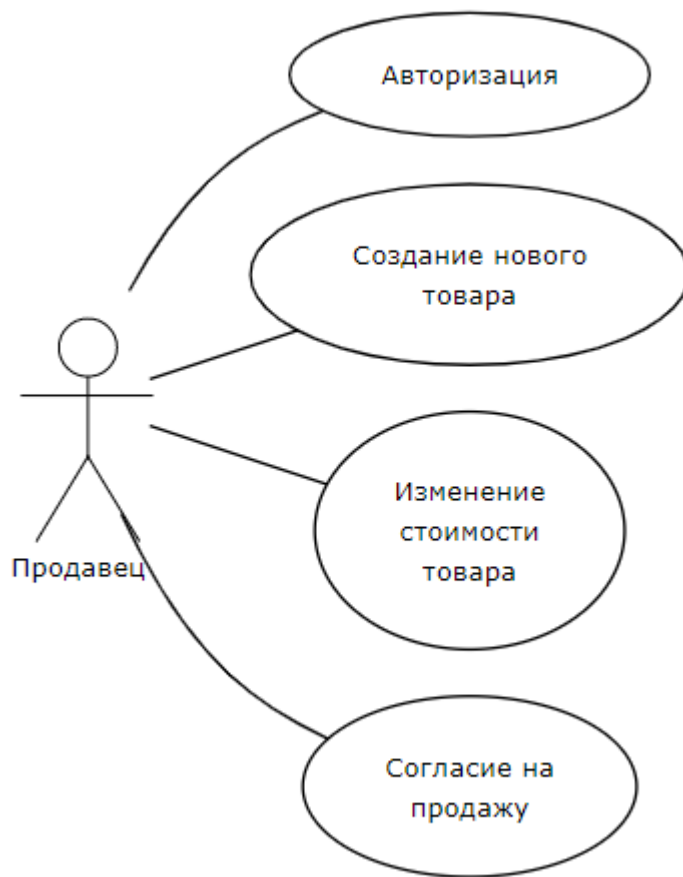 Авторизация
Создание нового
товара
Изменение
стоимости
товара
Продавец
Согласие на
продажу